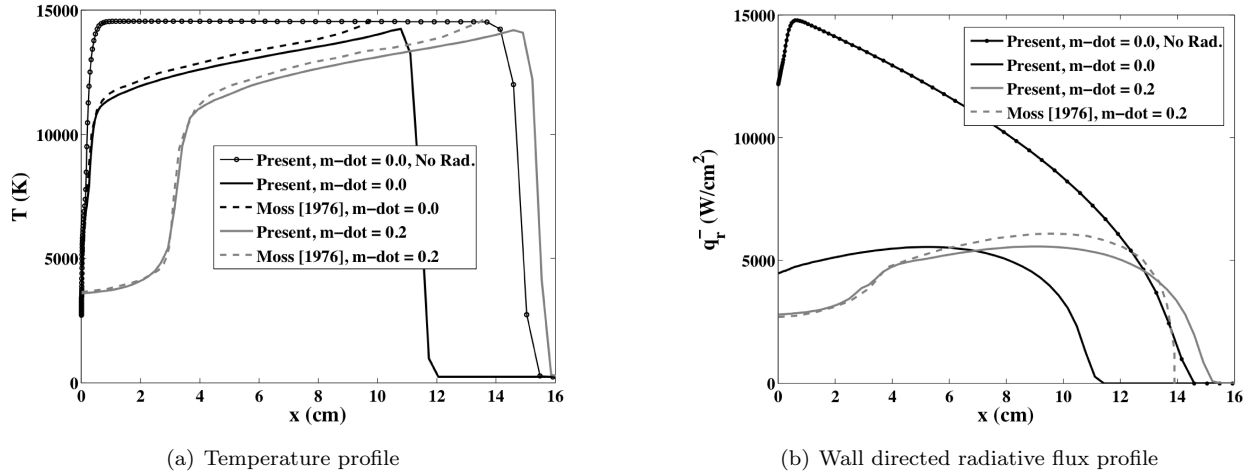 15000
10000
5000
0
T (K)
Present, m−dot = 0.0, No Rad.
Present, m−dot = 0.0
Moss [1976], m−dot = 0.0
Present, m−dot = 0.2
Moss [1976], m−dot = 0.2
0 2 4 6 8 10 12 14 16
x (cm)
(a) Temperature profile
15000
10000
5000
0
q_r^− (W/cm^2)
Present, m−dot = 0.0, No Rad.
Present, m−dot = 0.0
Present, m−dot = 0.2
Moss [1976], m−dot = 0.2
0 2 4 6 8 10 12 14 16
x (cm)
(b) Wall directed radiative flux profile